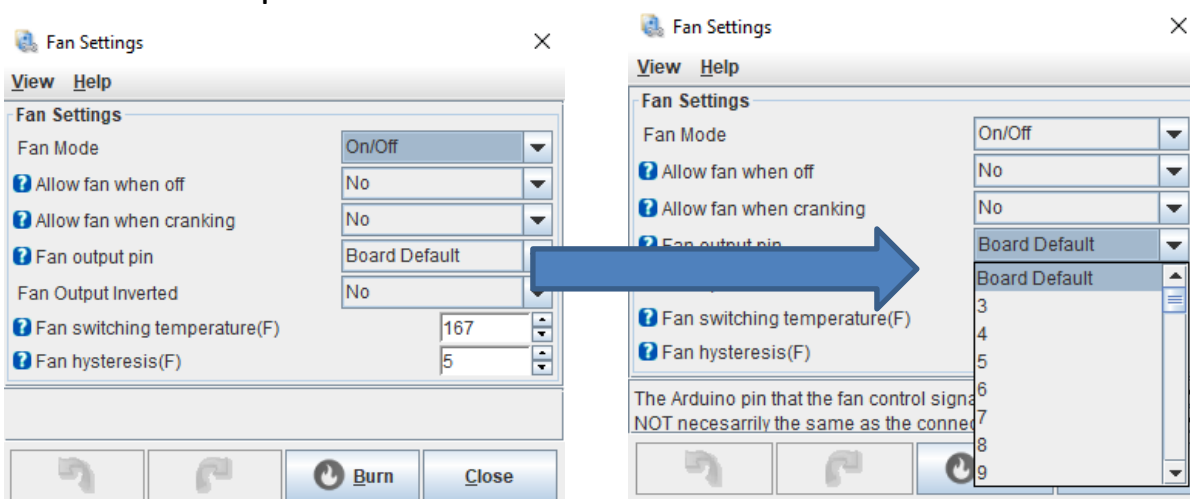 Fan Settings
View Help
Fan Settings
Fan Mode On/Off
Allow fan when off No
Allow fan when cranking No
Fan output pin Board Default
Fan Output Inverted No
Fan switching temperature(F) 167
Fan hysteresis(F) 5
Burn Close
Fan Settings
View Help
Fan Settings
Fan Mode On/Off
Allow fan when off No
Allow fan when cranking No
Fan output pin Board Default
Board Default
3
4
Fan switching temperature(F) 5
Fan hysteresis(F) 6
7
8
9
The Arduino pin that the fan control
NOT necesarrily the same as the